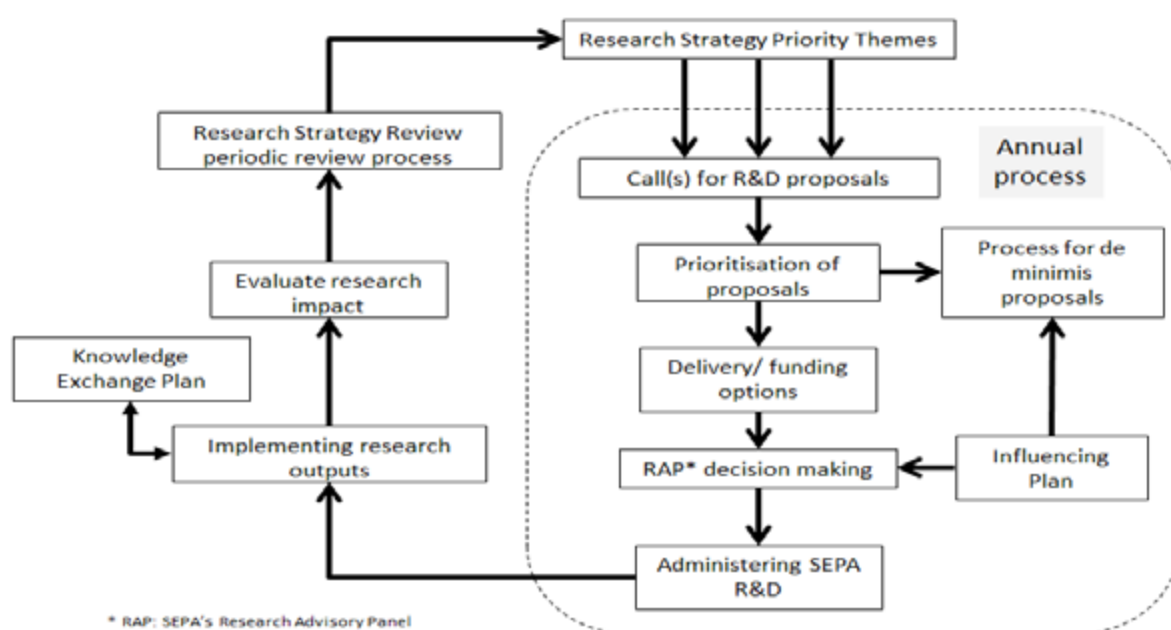 Research Strategy Priority Themes
Research Strategy Review
periodic review process
Annual
process
Call(s) for R&D proposals
Prioritisation of
proposals
Process for de
minimis
proposals
Evaluate research
impact
Knowledge
Exchange Plan
Delivery/ funding
options
Implementing research
outputs
RAP* decision making
Influencing
Plan
Administering SEPA
R&D
* RAP: SEPA's Research Advisory Panel